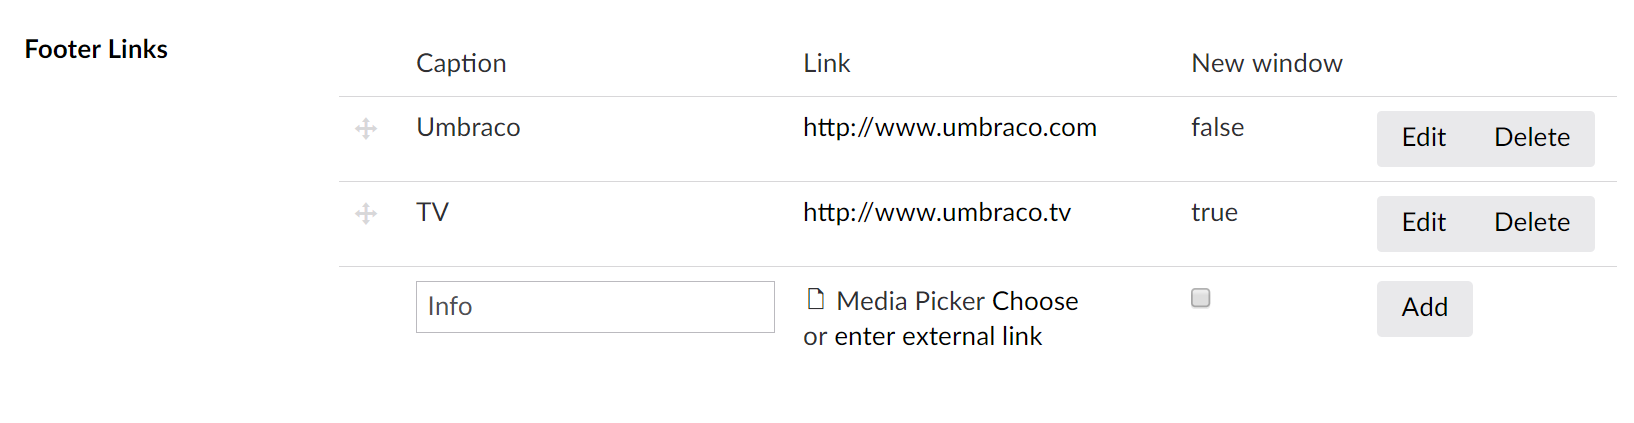 Footer Links
Caption Link New window
Umbraco http://www.umbraco.com false Edit Delete
TV http://www.umbraco.tv true Edit Delete
Info Media Picker Choose Add
or enter external link